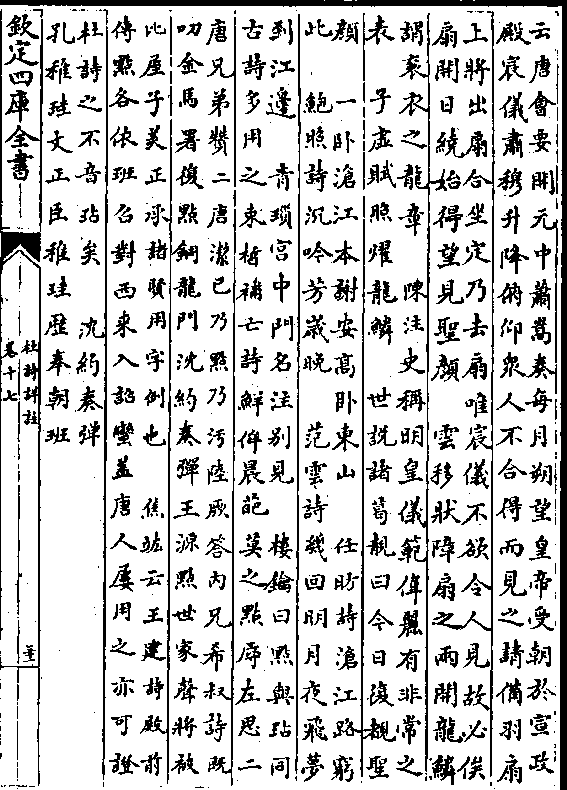 云唐會要開元中蕭嵩奏每月朔望皇帝受朝於宣政
殿宸儀肅穆升降俯仰衆人不合得而見之請備羽扇
上將出扇合坐定乃去扇唯宸儀不欲令人見故必俟
扇開日繞始得望見聖顔 雲移狀障扇之兩開龍鱗
謂衮衣之龍章 陳注史稱明皇儀範偉麗有非常之
表 子虛賦照耀龍鱗 世說諸葛靚曰今日復覩聖
顔 一卧滄江本謝安高卧東山 任昉詩滄江路窮
此 鮑照詩沉吟芳歲晚 范雲詩幾回明月夜飛夢
到江邊 青瑣宮中門名注别見 樓鑰曰點與玷同
古詩多用之束晳補亡詩鮮侔晨葩莫之點辱左思二
唐兄弟贊二唐潔己乃點乃汚陸厥答内兄希叔詩既
叨金馬署復點銅龍門沈約奏彈王源點世家聲將被
比屋子美正承諸賢用字例也 焦竑云王建詩殿前
傳點各依班召對西来入詔蠻蓋唐人屢用之亦可證
杜詩之不音玷矣 沈約奏彈
孔稚珪文正臣稚珪歷奉朝班
欽定四庫全書
杜詩詳註
卷十七